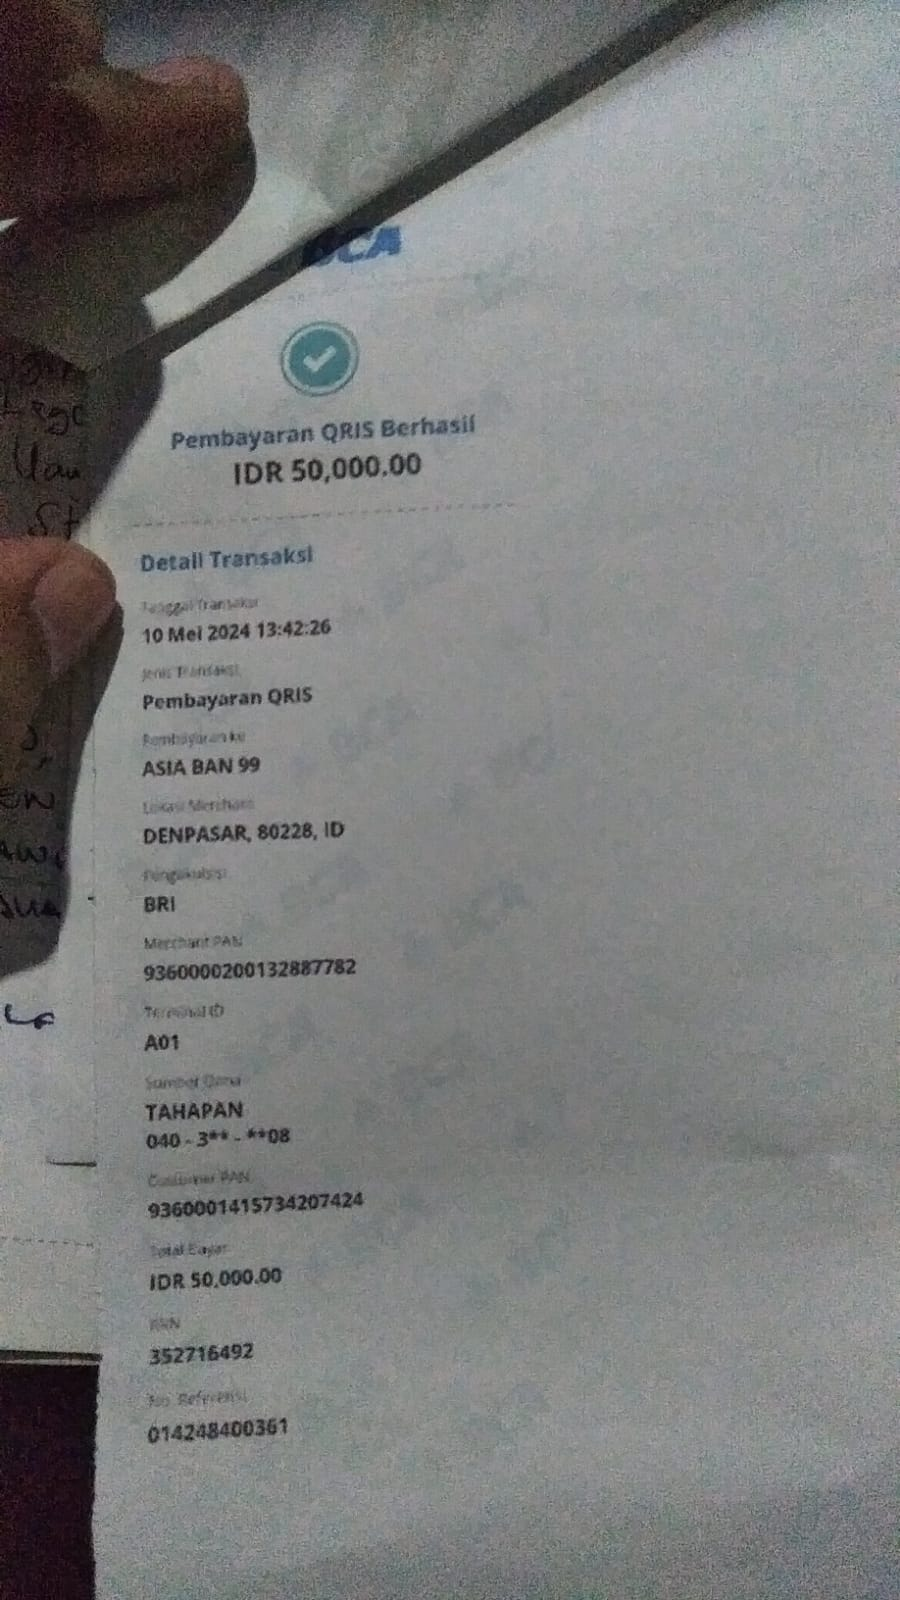 BCA
Pembayaran QRIS Berhasil
IDR 50,000.00
Detail Transaksi
Tanggal Transaksi
10 Mei 2024 13:42:26
Jenis Transaksi
Pembayaran QRIS
Pembayaran ke
ASIA BAN 99
Lokasi Merchant
DENPASAR, 80228, ID
Pengakuisisi
BRI
Merchant PAN
9360000200132887782
Terminal ID
A01
Sumber Dana
TAHAPAN
040 - 3** - **08
Customer PAN
9360001415734207424
Total Bayar
IDR 50,000.00
RRN
352716492
No. Referensi
014248400361